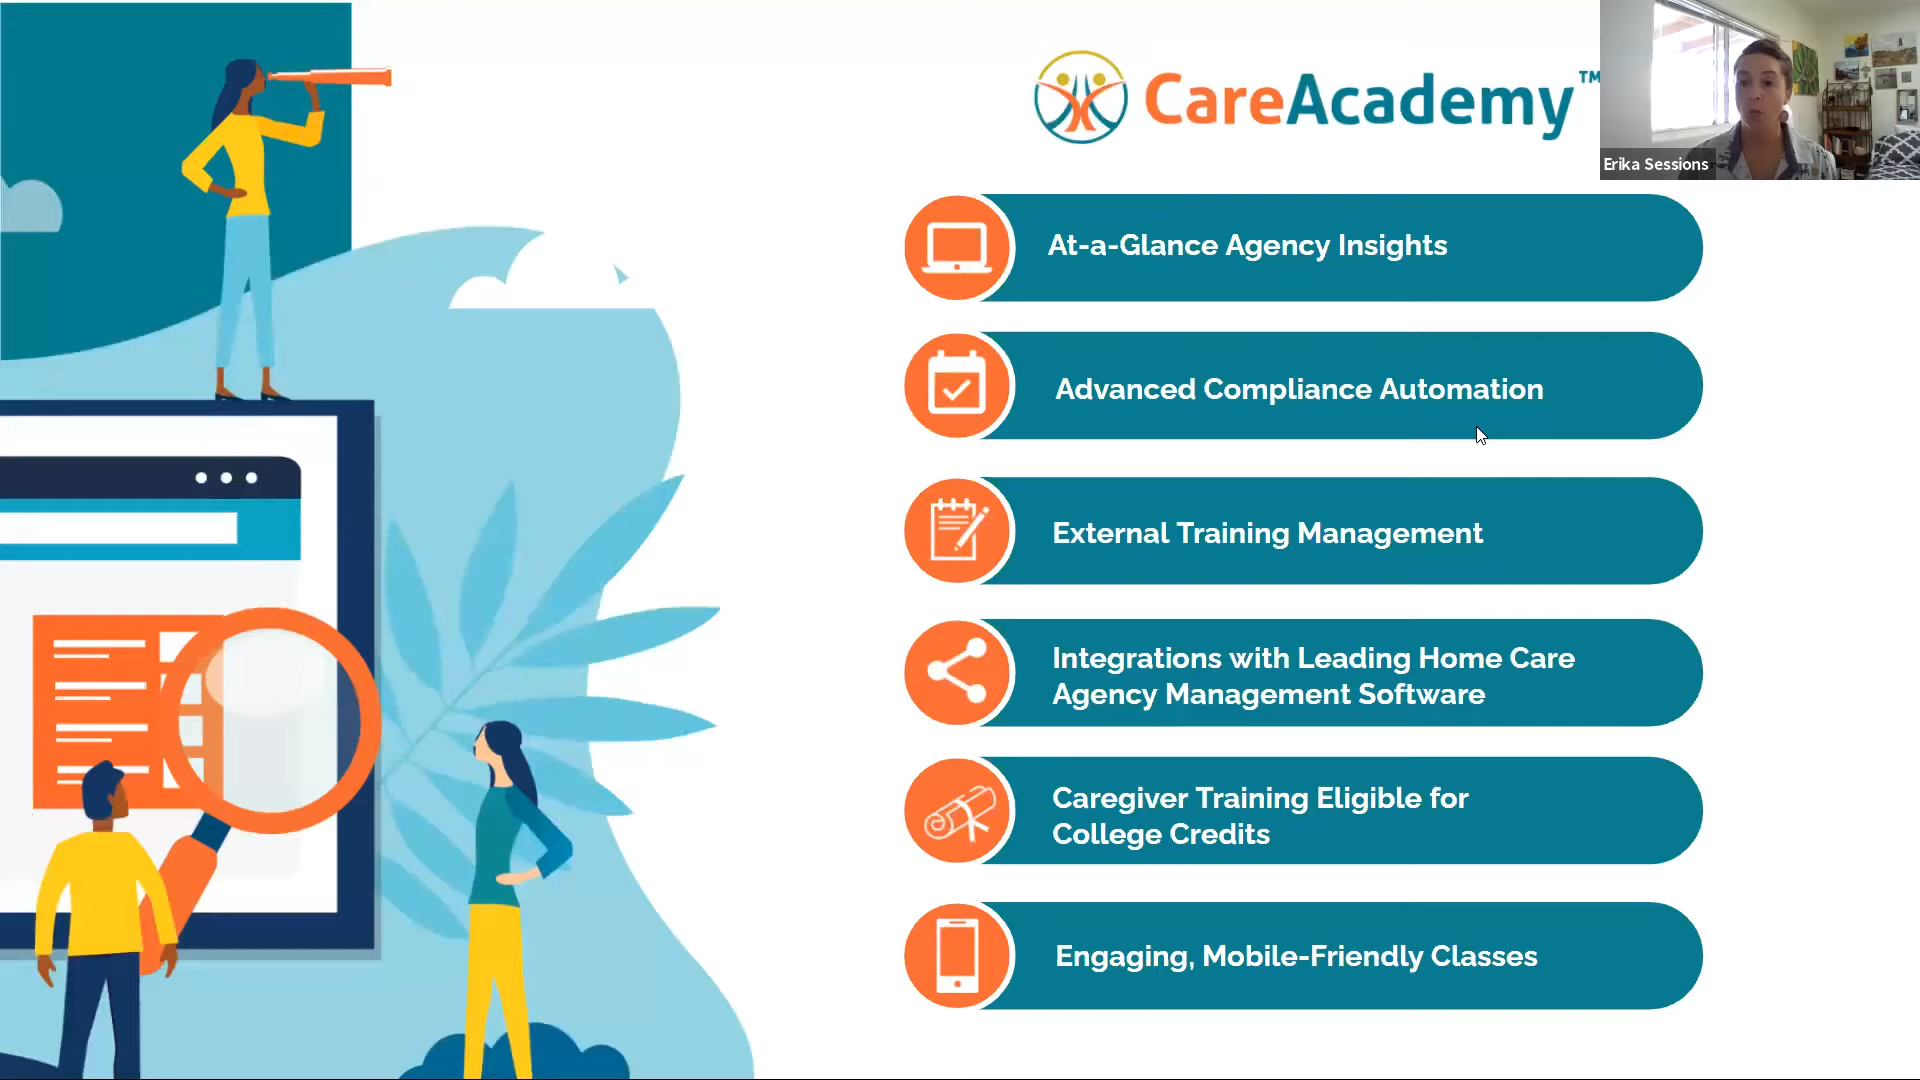 CareAcademy™
Erika Sessions
At-a-Glance Agency Insights
Advanced Compliance Automation
External Training Management
Integrations with Leading Home Care
Agency Management Software
Caregiver Training Eligible for
College Credits
Engaging, Mobile-Friendly Classes